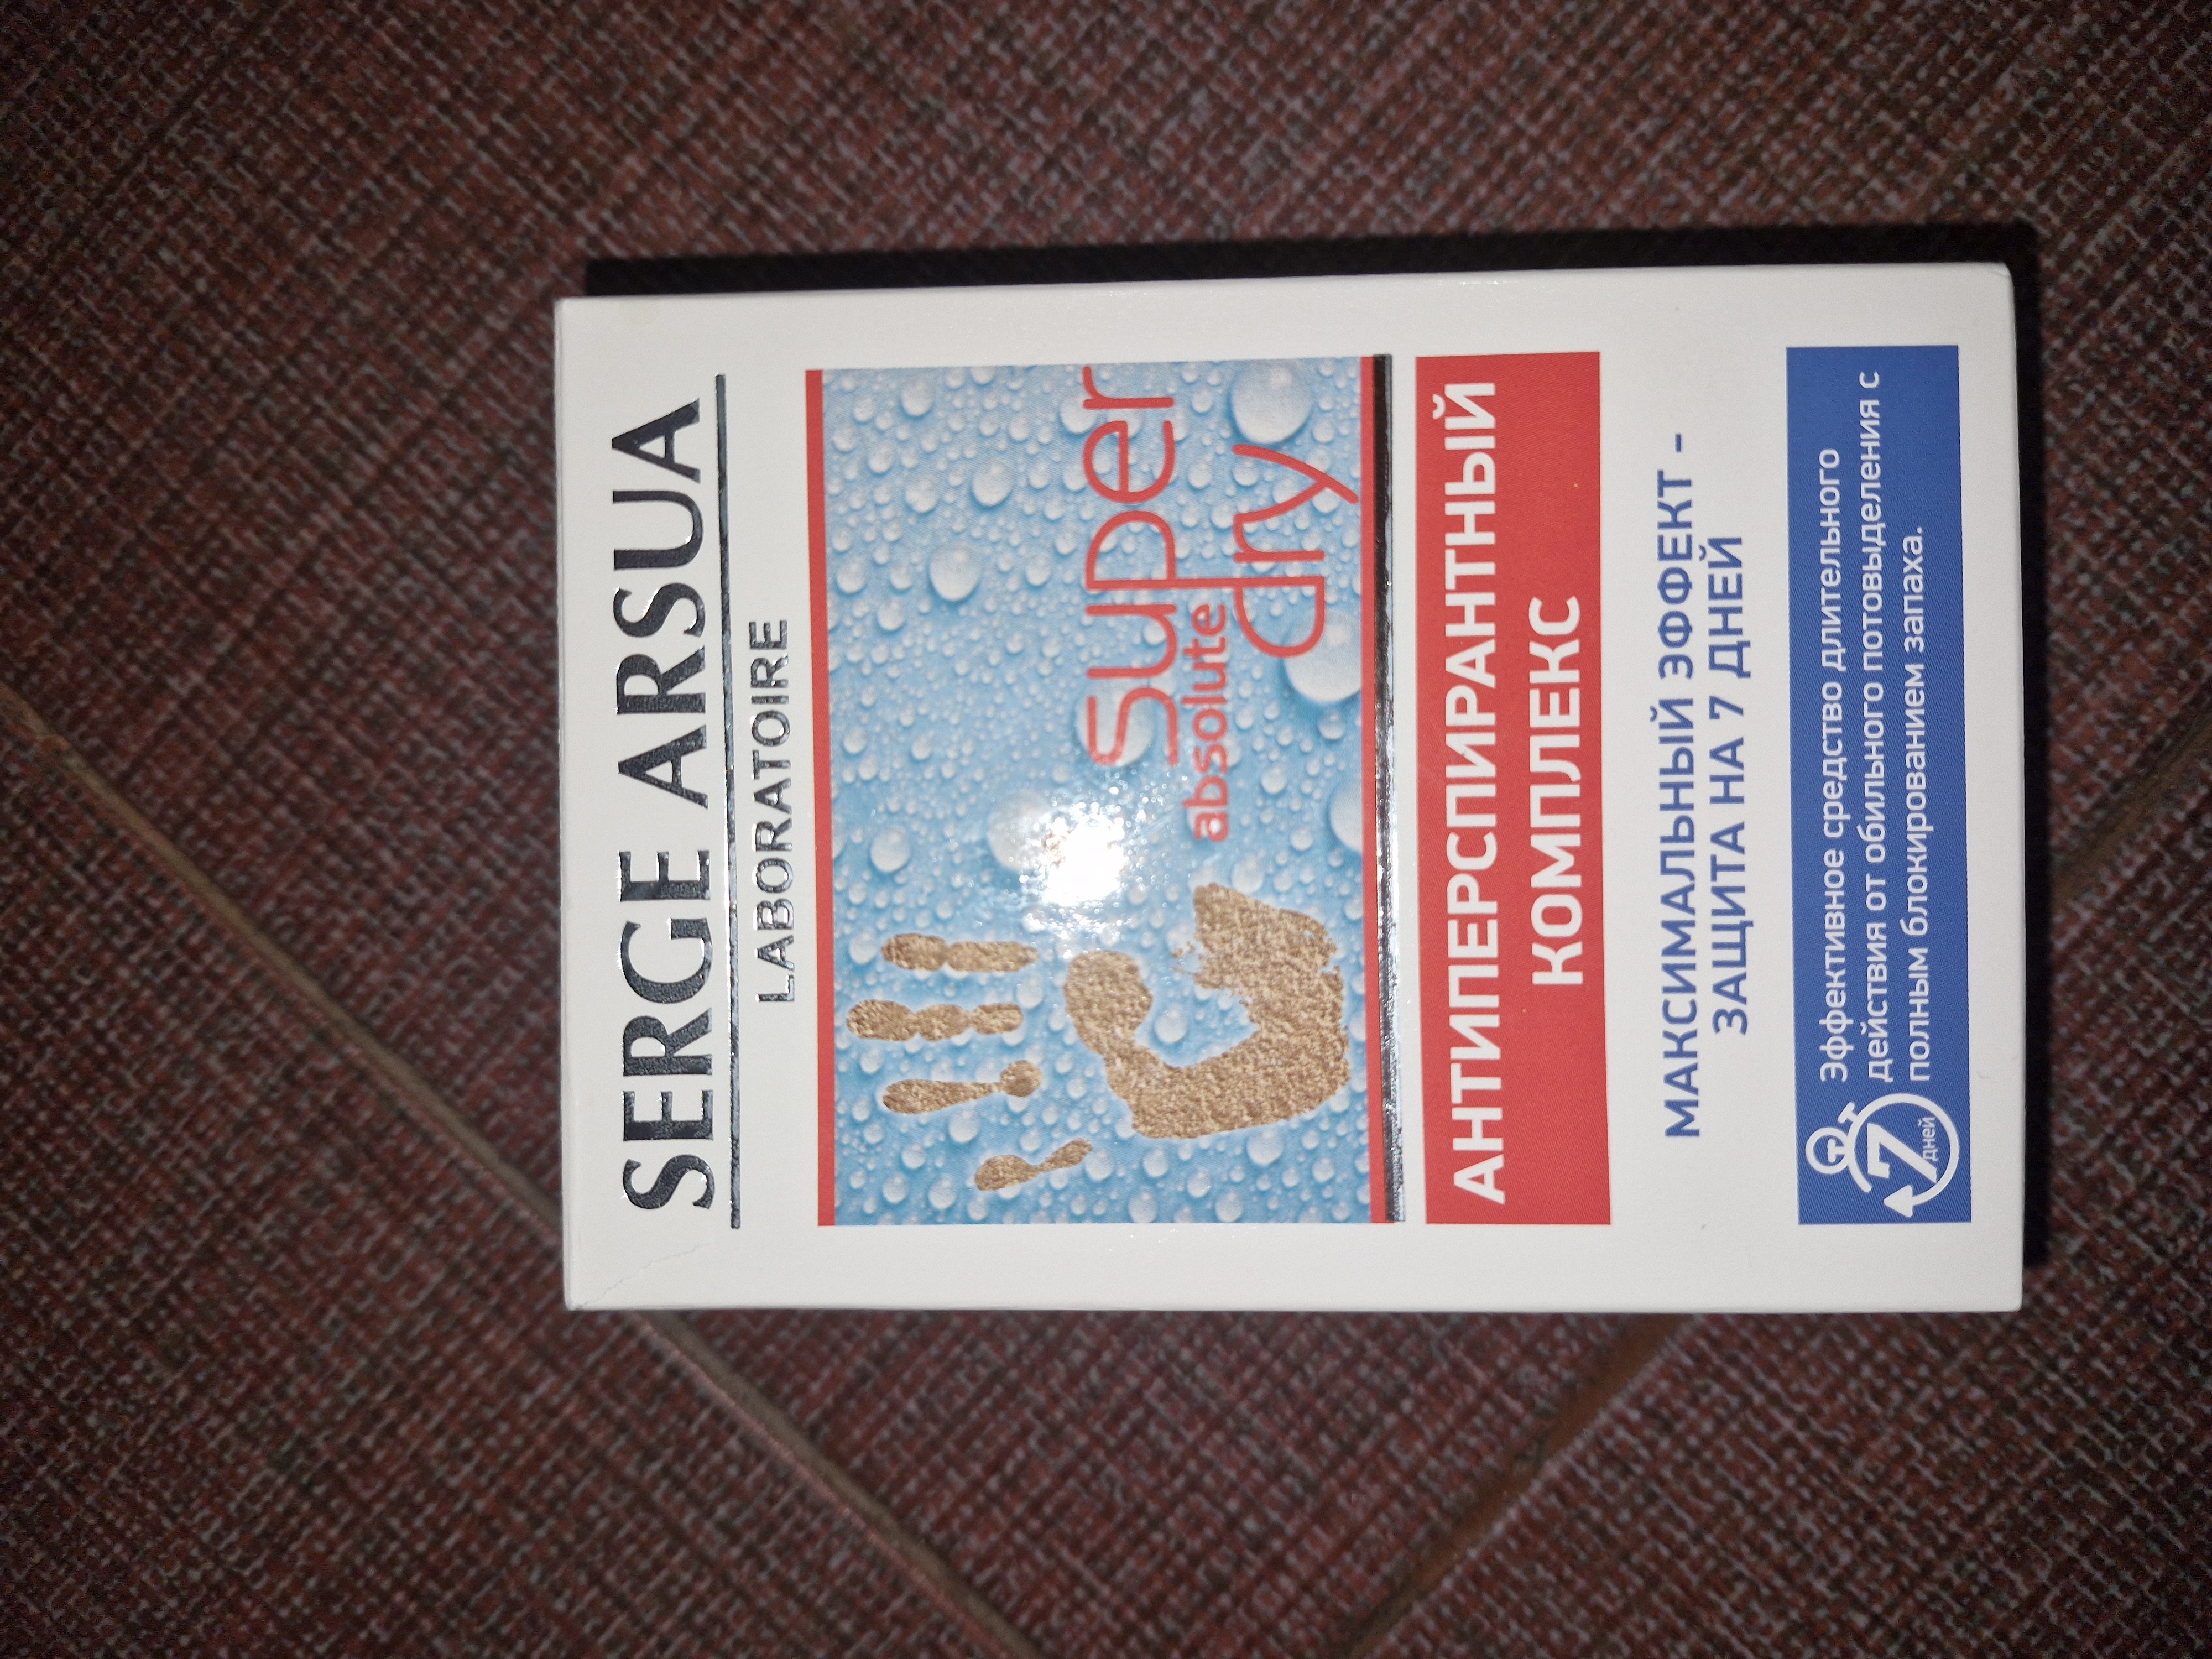 SERGE ARSUA
LABORATOIRE
super
absolute
dry
АНТИПЕРСПИРАНТНЫЙ
КОМПЛЕКС
МАКСИМАЛЬНЫЙ ЭФФЕКТ -
ЗАЩИТА НА 7 ДНЕЙ
7
дней
Эффективное средство длительного
действия от обильного потовыделения с
полным блокированием запаха.